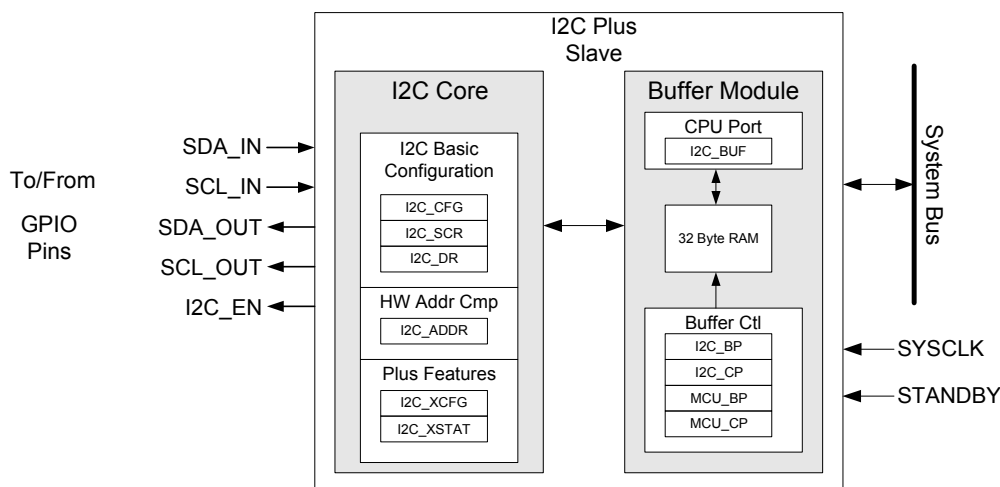 I2C Plus
Slave
I2C Core
Buffer Module
I2C Basic
Configuration
I2C_CFG
I2C_SCR
I2C_DR
HW Addr Cmp
I2C_ADDR
Plus Features
I2C_XCFG
I2C_XSTAT
CPU Port
I2C_BUF
32 Byte RAM
Buffer Ctl
I2C_BP
I2C_CP
MCU_BP
MCU_CP
To/From
GPIO
Pins
SDA_IN
SCL_IN
SDA_OUT
SCL_OUT
I2C_EN
System Bus
SYSCLK
STANDBY